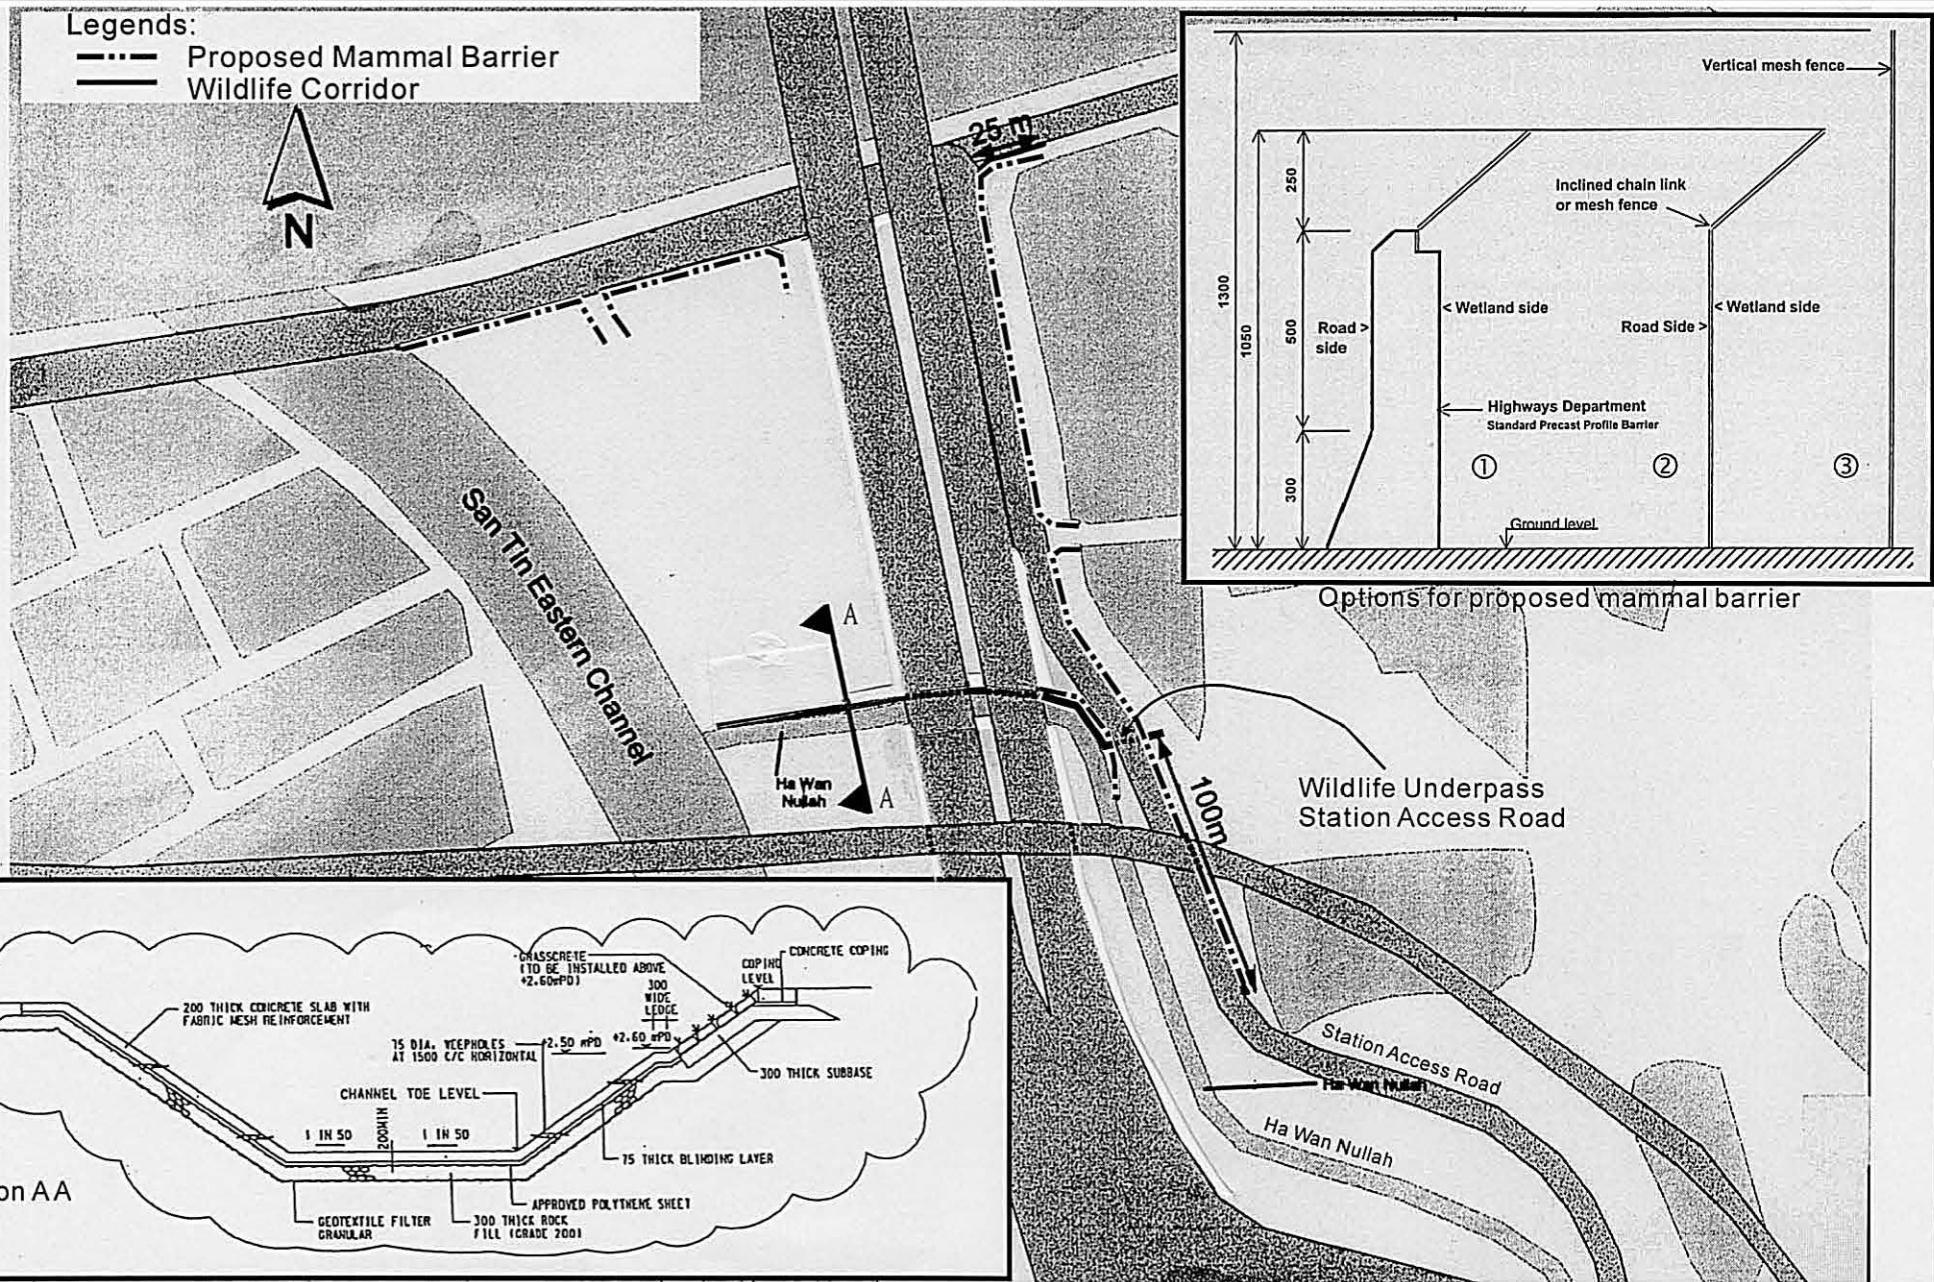 Legends:
Proposed Mammal Barrier
Wildlife Corridor
N
25 m
San Tin Eastern Channel
A
A
Ha Wan
Nullah
100m
Wildlife Underpass
Station Access Road
Station Access Road
Ha Wan Nullah
Ha Wan Nullah
Vertical mesh fence
Inclined chain link
or mesh fence
250
1300
1050
500
300
Road
side
Wetland side
Road Side
Wetland side
Highways Department
Standard Precast Profile Barrier
①
②
③
Ground level
Options for proposed mammal barrier
GRASSCRETE
(TO BE INSTALLED ABOVE
+2.60mPD)
COPING
LEVEL
CONCRETE COPING
300
WIDE
LEDGE
200 THICK CONCRETE SLAB WITH
FABRIC MESH REINFORCEMENT
75 DIA. WEEPHOLES
AT 1500 C/C HORIZONTAL
+2.50 mPD
+2.60 mPD
300 THICK SUBBASE
CHANNEL TOE LEVEL
1 IN 50
200MIN
1 IN 50
75 THICK BLINDING LAYER
on A A
APPROVED POLYTHENE SHEET
GEOTEXTILE FILTER
GRANULAR
300 THICK ROCK
FILL (GRADE 200)